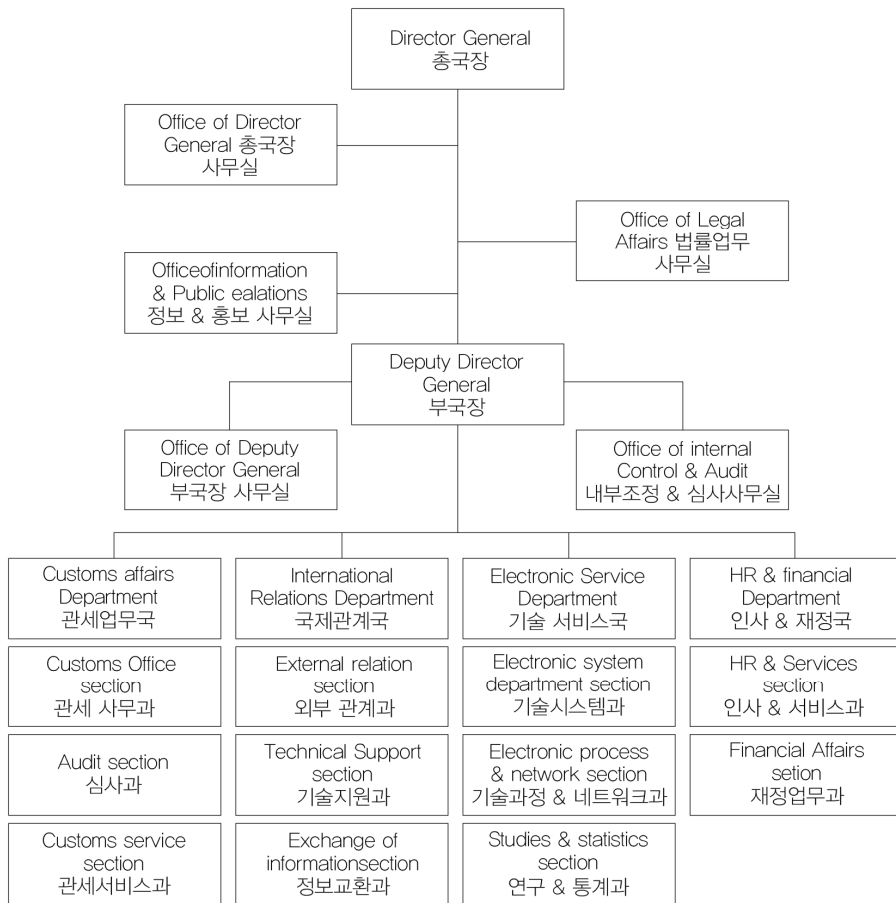 Director General
총국장
Office of Director
General 총국장
사무실
Office of Legal
Affairs 법률업무
사무실
Officeofinformation
& Public ealations
정보 & 홍보 사무실
Deputy Director
General
부국장
Office of Deputy
Director General
부국장 사무실
Office of internal
Control & Audit
내부조정 & 심사사무실
Customs affairs
Department
관세업무국
International
Relations Department
국제관계국
Electronic Service
Department
기술 서비스국
HR & financial
Department
인사 & 재정국
Customs Office
section
관세 사무과
External relation
section
외부 관계과
Electronic system
department section
기술시스템과
HR & Services
section
인사 & 서비스과
Audit section
심사과
Technical Support
section
기술지원과
Electronic process
& network section
기술과정 & 네트워크과
Financial Affairs
setion
재정업무과
Customs service
section
관세서비스과
Exchange of
informationsection
정보교환과
Studies & statistics
section
연구 & 통계과